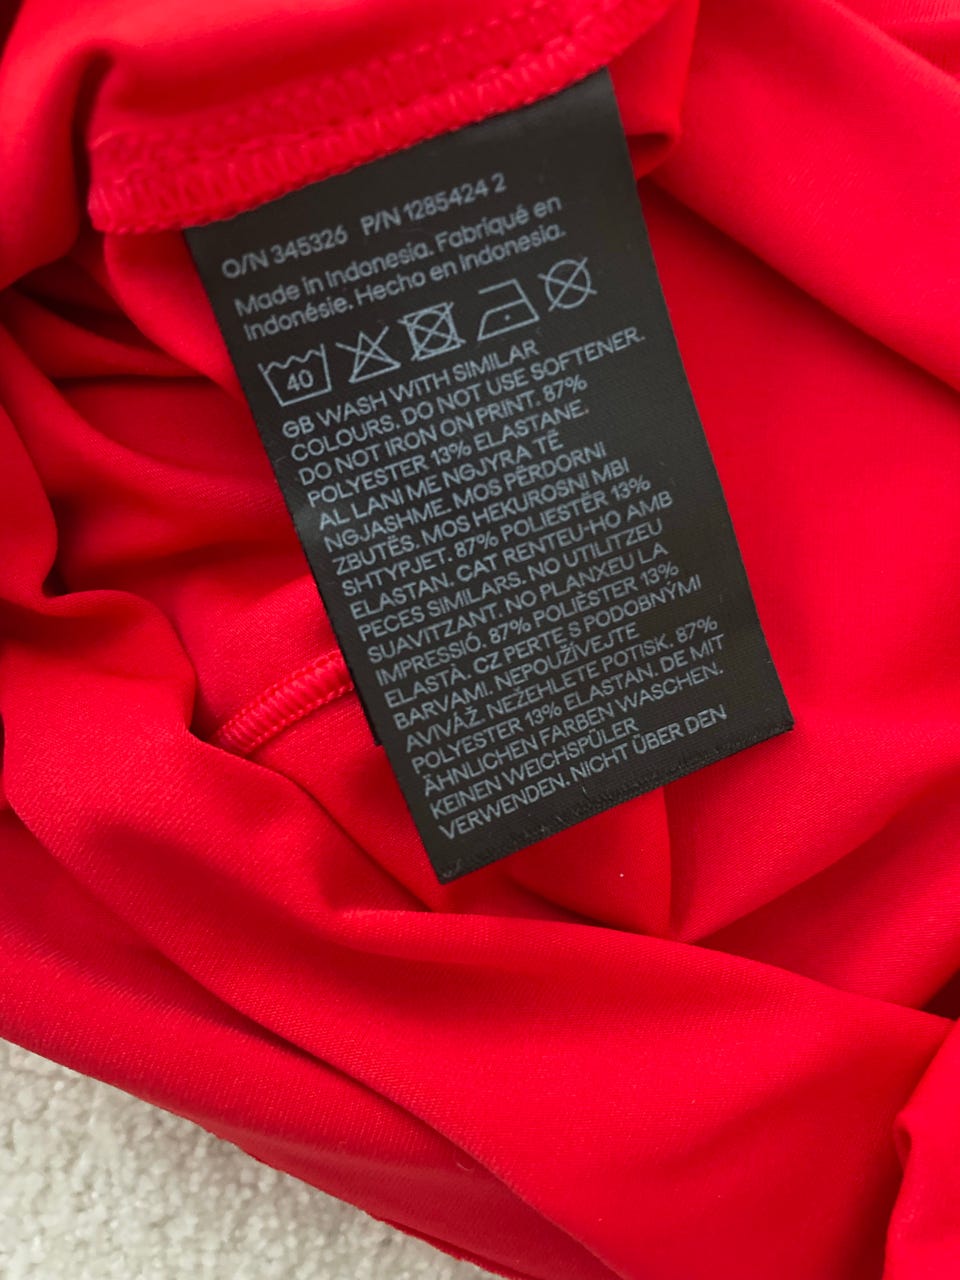 O/N 345326 P/N 1285424 2
Made in Indonesia. Fabriqué en
Indonésie. Hecho en Indonesia.
40
GB WASH WITH SIMILAR
COLOURS. DO NOT USE SOFTENER.
DO NOT IRON ON PRINT. 87%
POLYESTER 13% ELASTANE.
AL LANI ME NGJYRA TË
NGJASHME. MOS PËRDORNI
ZBUTËS. MOS HEKUROSNI MBI
SHTYPJET. 87% POLIESTËR 13%
ELASTAN. CAT RENTEU-HO AMB
PECES SIMILARS. NO UTILITZEU
SUAVITZANT. NO PLANXEU LA
IMPRESSIÓ. 87% POLIÈSTER 13%
ELASTÀ. CZ PERTE S PODOBNÝMI
BARVAMI. NEPOUŽÍVEJTE
AVIVÁŽ. NEŽEHLETE POTISK. 87%
POLYESTER 13% ELASTAN. DE MIT
ÄHNLICHEN FARBEN WASCHEN.
KEINEN WEICHSPÜLER
VERWENDEN. NICHT ÜBER DEN